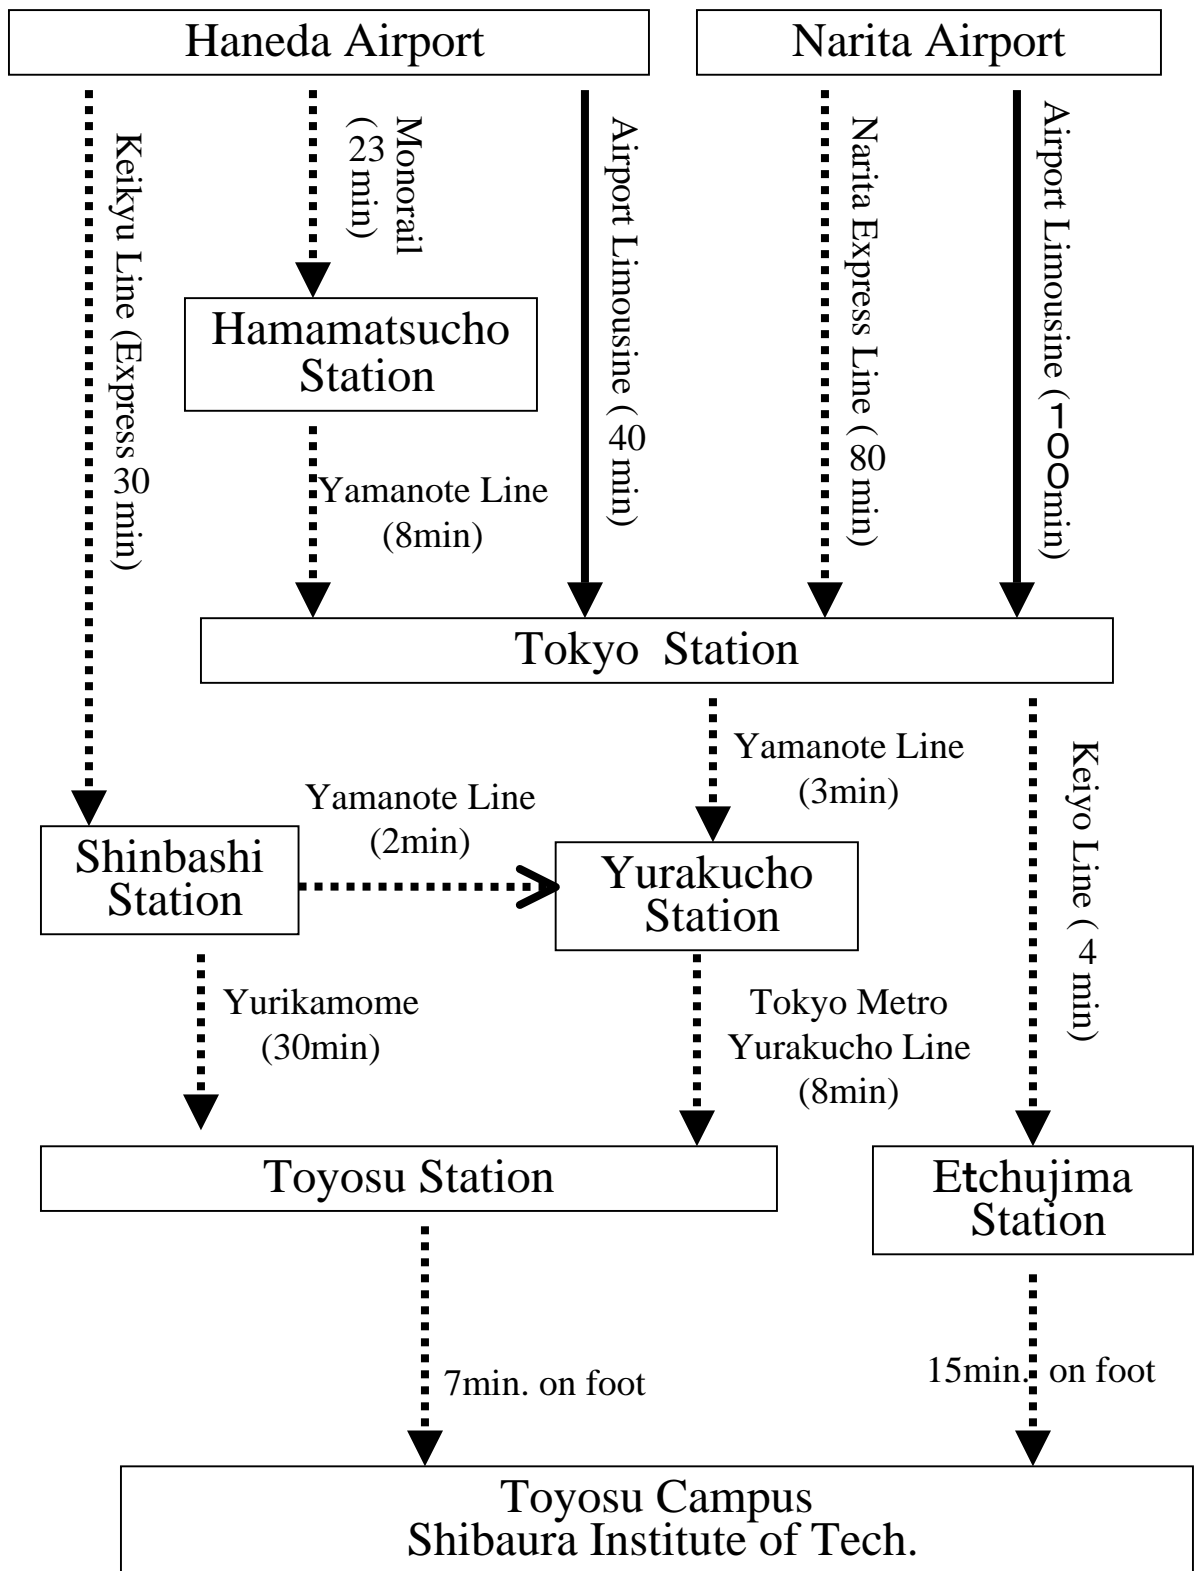 Haneda Airport
Narita Airport
Keikyu Line (Express 30 min)
Monorail
(23 min)
Airport Limousine (40 min)
Narita Express Line (80 min)
Airport Limousine (100min)
Hamamatsucho
Station
Yamanote Line
(8min)
Tokyo Station
Yamanote Line
(3min)
Keiyo Line (4 min)
Yamanote Line
(2min)
Shinbashi
Station
Yurakucho
Station
Yurikamome
(30min)
Tokyo Metro
Yurakucho Line
(8min)
Toyosu Station
Etchujima
Station
7min. on foot
15min. on foot
Toyosu Campus
Shibaura Institute of Tech.